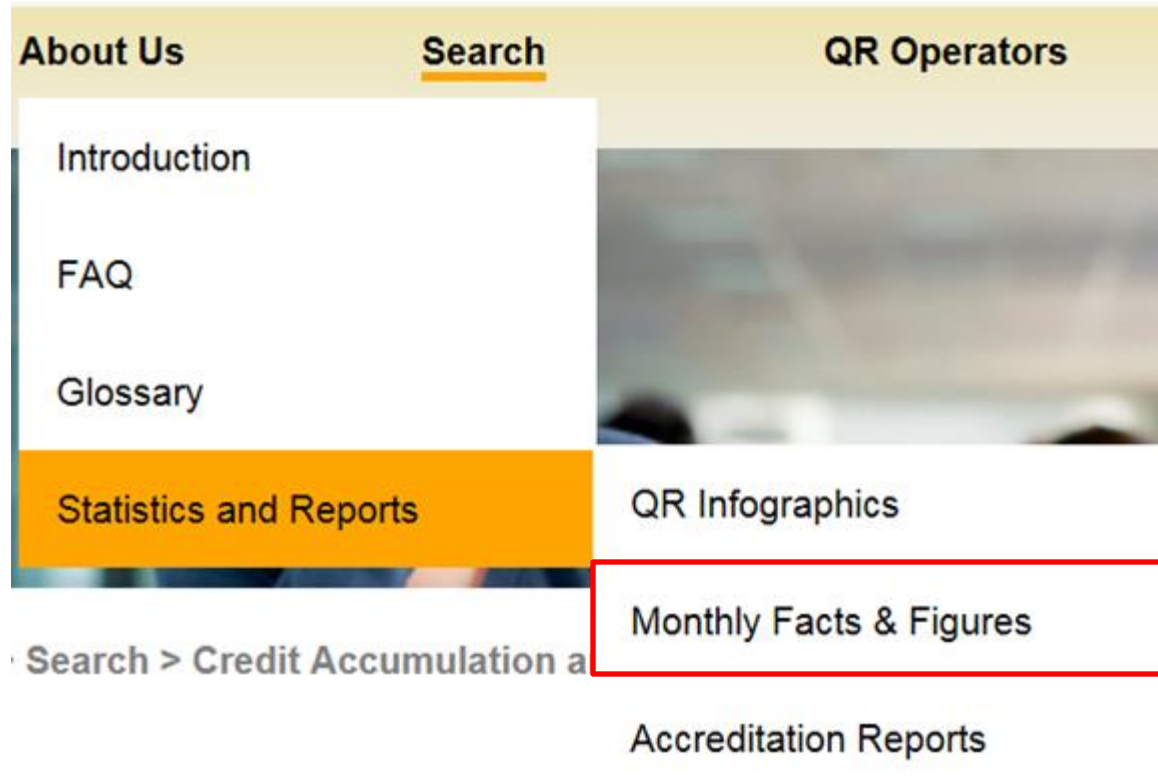 About Us Search QR Operators
Introduction
FAQ
Glossary
Statistics and Reports
QR Infographics
Monthly Facts & Figures
Search > Credit Accumulation a
Accreditation Reports